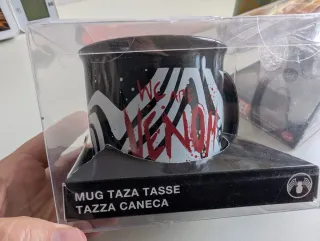 WE ARE
VENOM
MUG TAZA TASSE
TAZZA CANECA